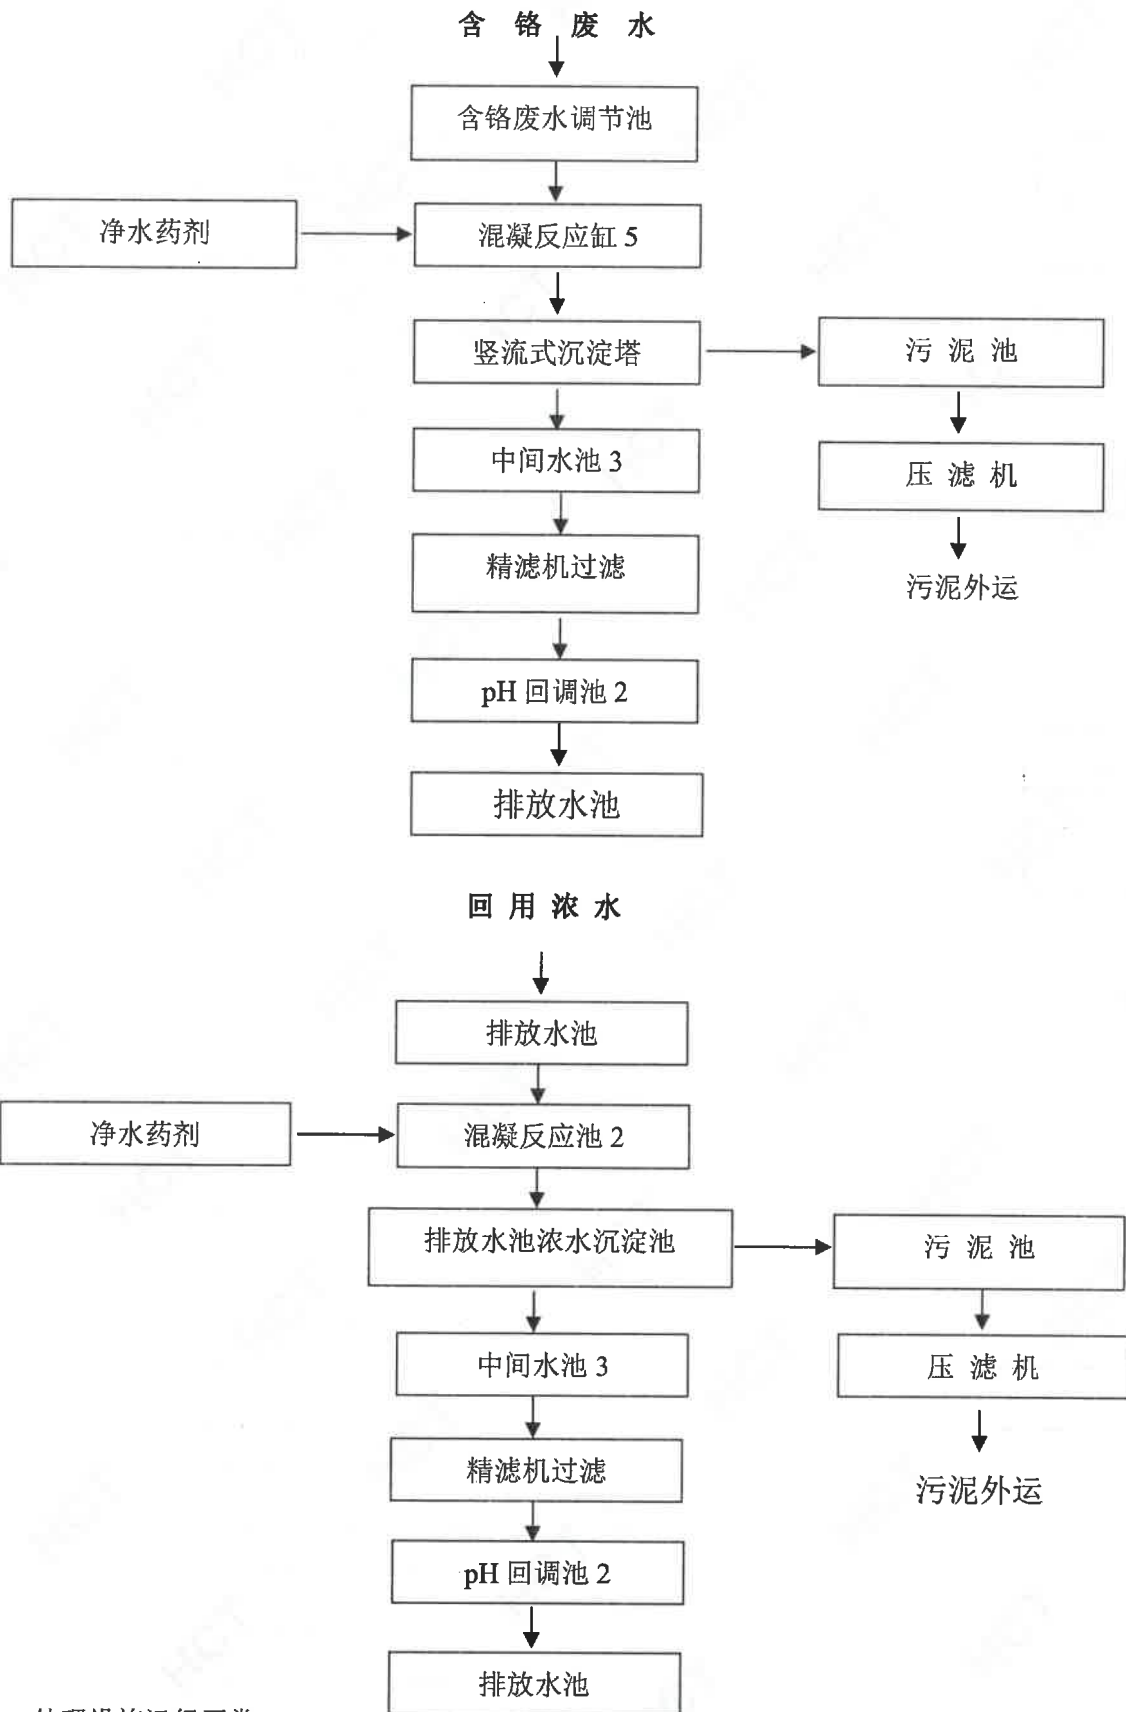 含 铬 废 水
含铬废水调节池
净水药剂
混凝反应缸 5
竖流式沉淀塔
污 泥 池
中间水池 3
压 滤 机
精滤机过滤
污泥外运
pH 回调池 2
排放水池
回 用 浓 水
排放水池
净水药剂
混凝反应池 2
排放水池浓水沉淀池
污 泥 池
中间水池 3
压 滤 机
精滤机过滤
污泥外运
pH 回调池 2
排放水池